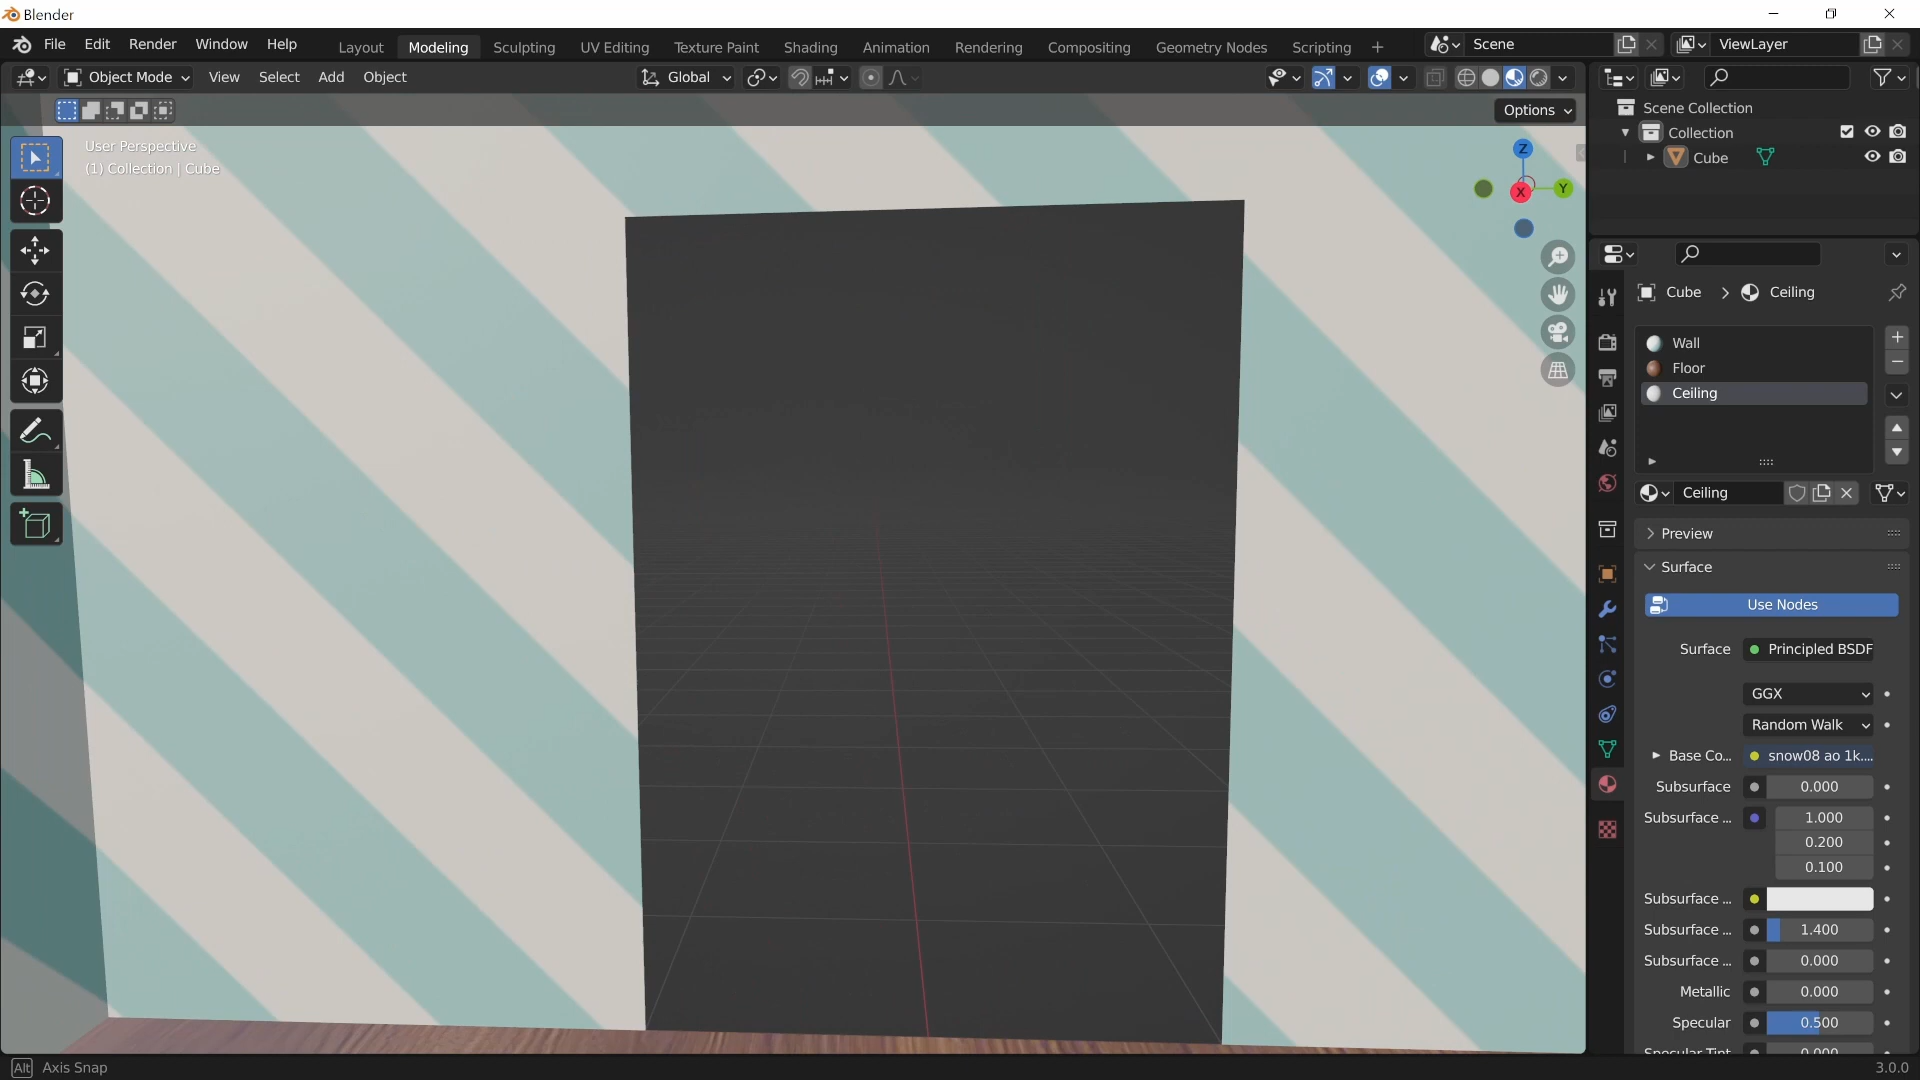 Blender
File Edit Render Window Help Layout Modeling Sculpting UV Editing Texture Paint Shading Animation Rendering Compositing Geometry Nodes Scripting + Scene ViewLayer
Object Mode View Select Add Object Global
Options
User Perspective
(1) Collection | Cube
Z
X
Y
Scene Collection
Collection
Cube
Cube > Ceiling
Wall
Floor
Ceiling
Ceiling
Preview
Surface
Use Nodes
Surface Principled BSDF
GGX
Random Walk
Base Co... snow08 ao 1k....
Subsurface 0.000
Subsurface ... 1.000
0.200
0.100
Subsurface ...
Subsurface ... 1.400
Subsurface ... 0.000
Metallic 0.000
Specular 0.500
Specular Tint 0.000
Alt Axis Snap
3.0.0